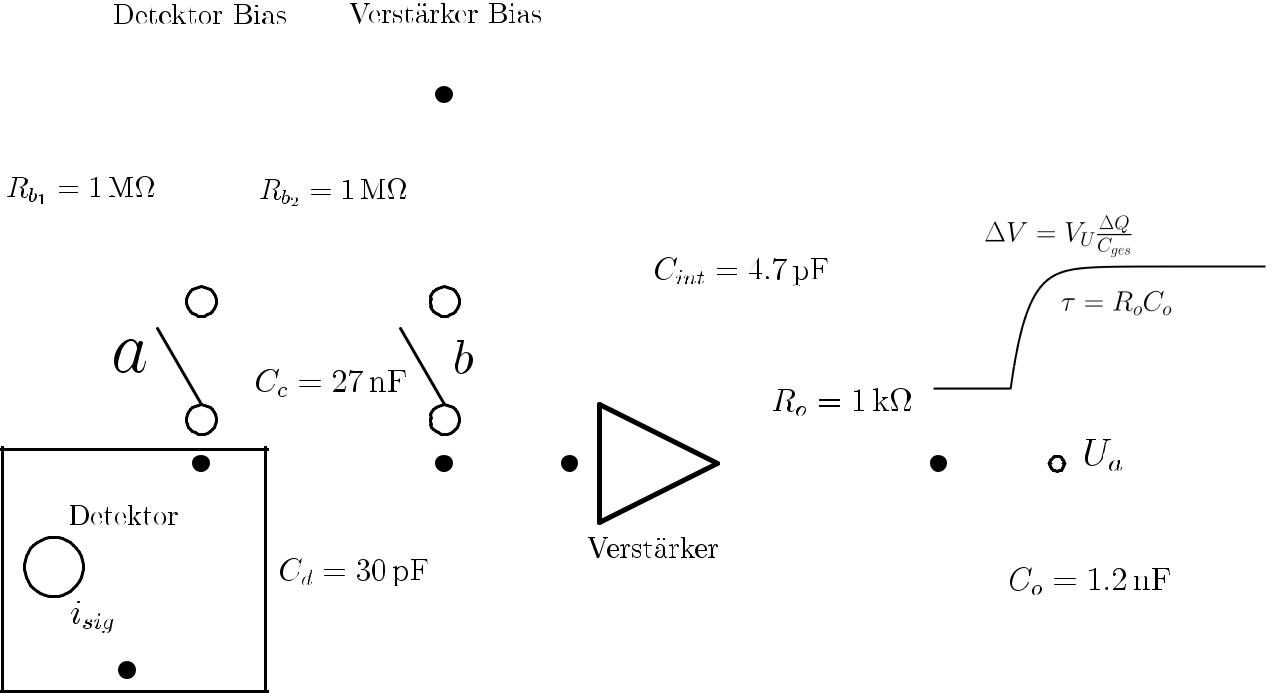 Detektor Bias
Verstärker Bias
R_{b_1} = 1 MΩ
R_{b_2} = 1 MΩ
ΔV = V_U \frac{ΔQ}{C_{ges}}
C_{int} = 4.7 pF
τ = R_o C_o
a
b
C_c = 27 nF
R_o = 1 kΩ
U_a
Detektor
Verstärker
C_d = 30 pF
C_o = 1.2 nF
i_{sig}